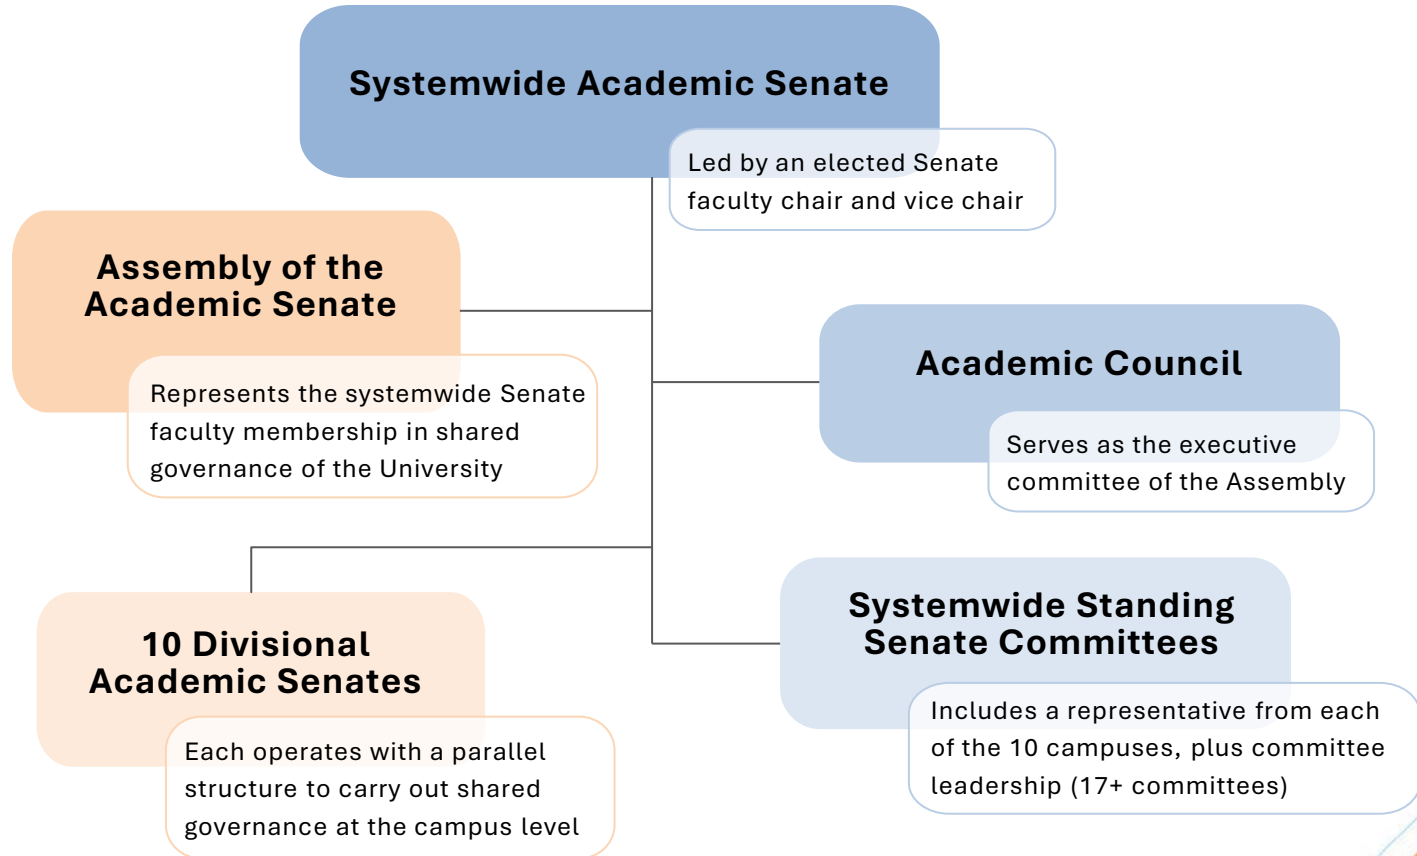 Systemwide Academic Senate
Led by an elected Senate
faculty chair and vice chair
Assembly of the
Academic Senate
Represents the systemwide Senate
faculty membership in shared
governance of the University
Academic Council
Serves as the executive
committee of the Assembly
10 Divisional
Academic Senates
Each operates with a parallel
structure to carry out shared
governance at the campus level
Systemwide Standing
Senate Committees
Includes a representative from each
of the 10 campuses, plus committee
leadership (17+ committees)